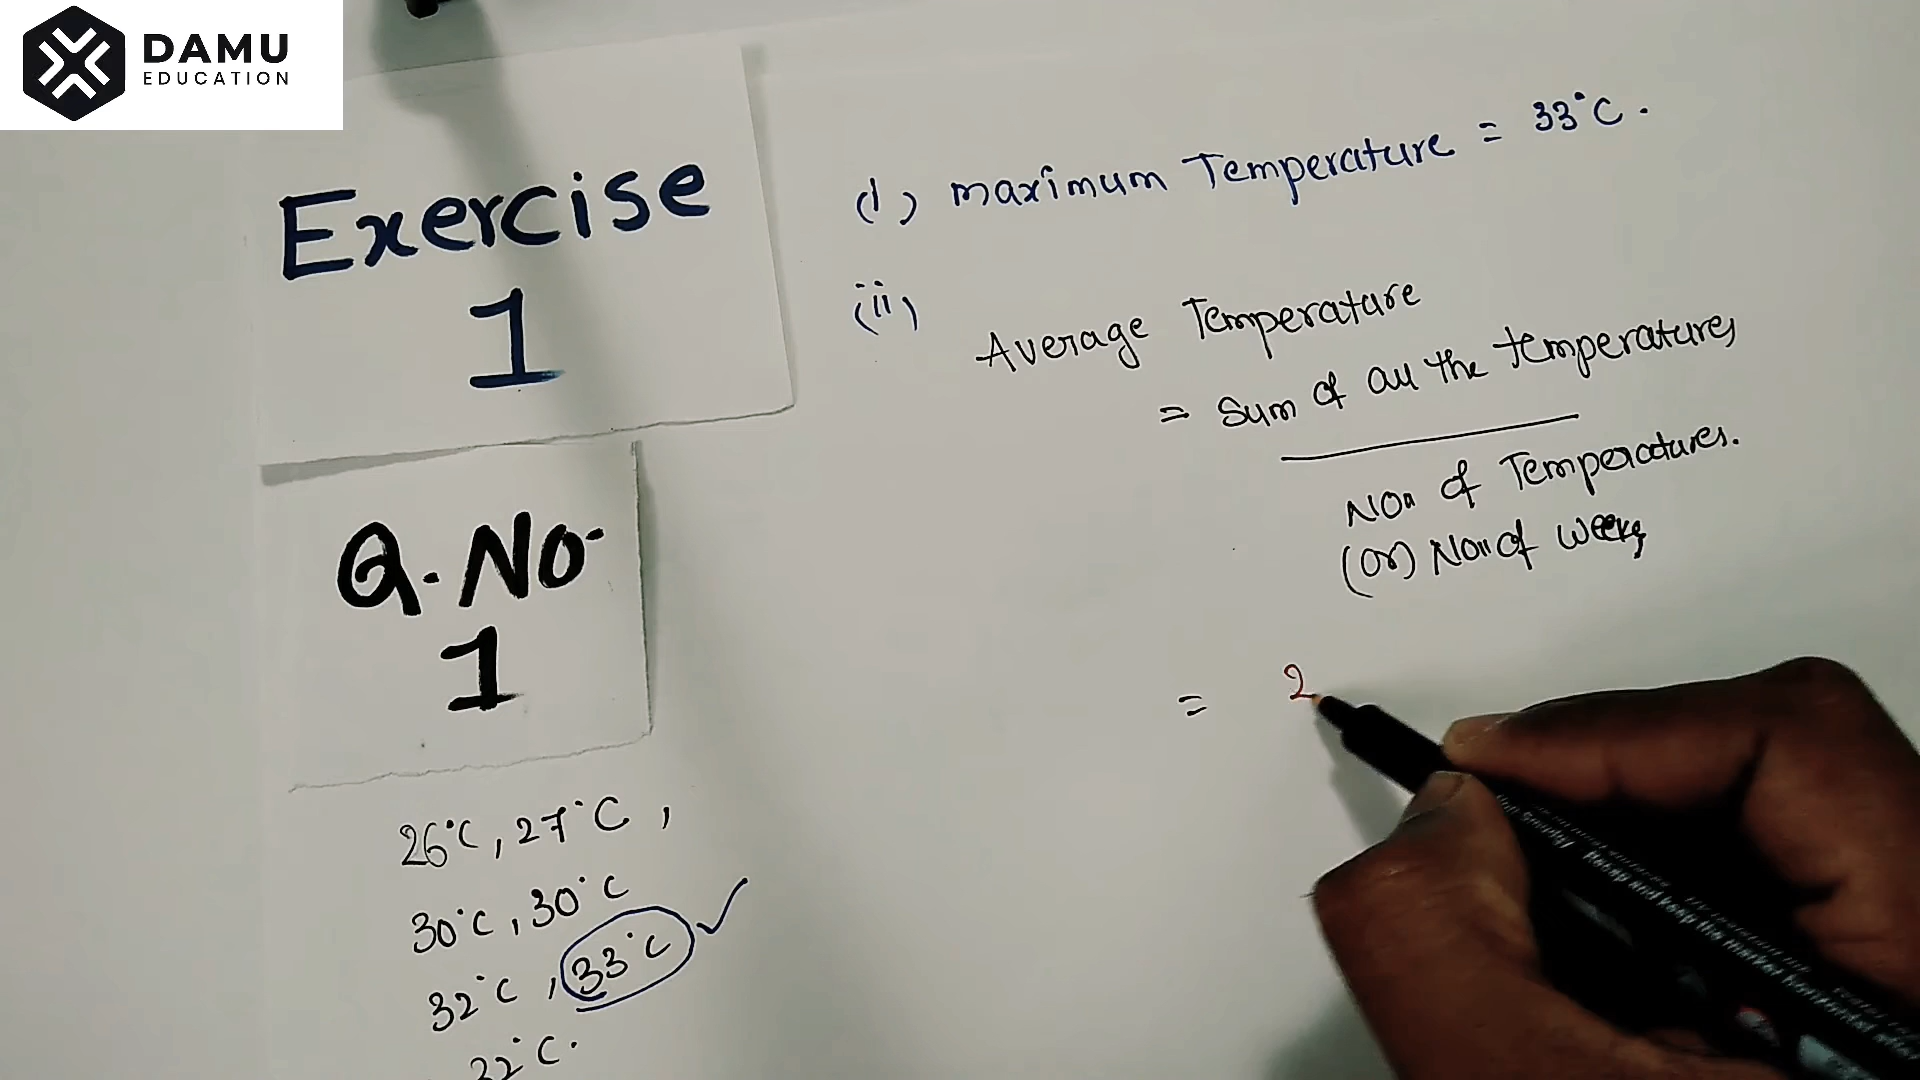 DAMU
EDUCATION
Exercise
1
Q. No.
1
26°C, 27°C,
30°C, 30°C
32°C, 33°C
32°C.
(i) maximum Temperature = 33°C.
(ii)
Average Temperature
= Sum of all the temperatures
No" of Temperatures.
(or) No" of weeks
= 2